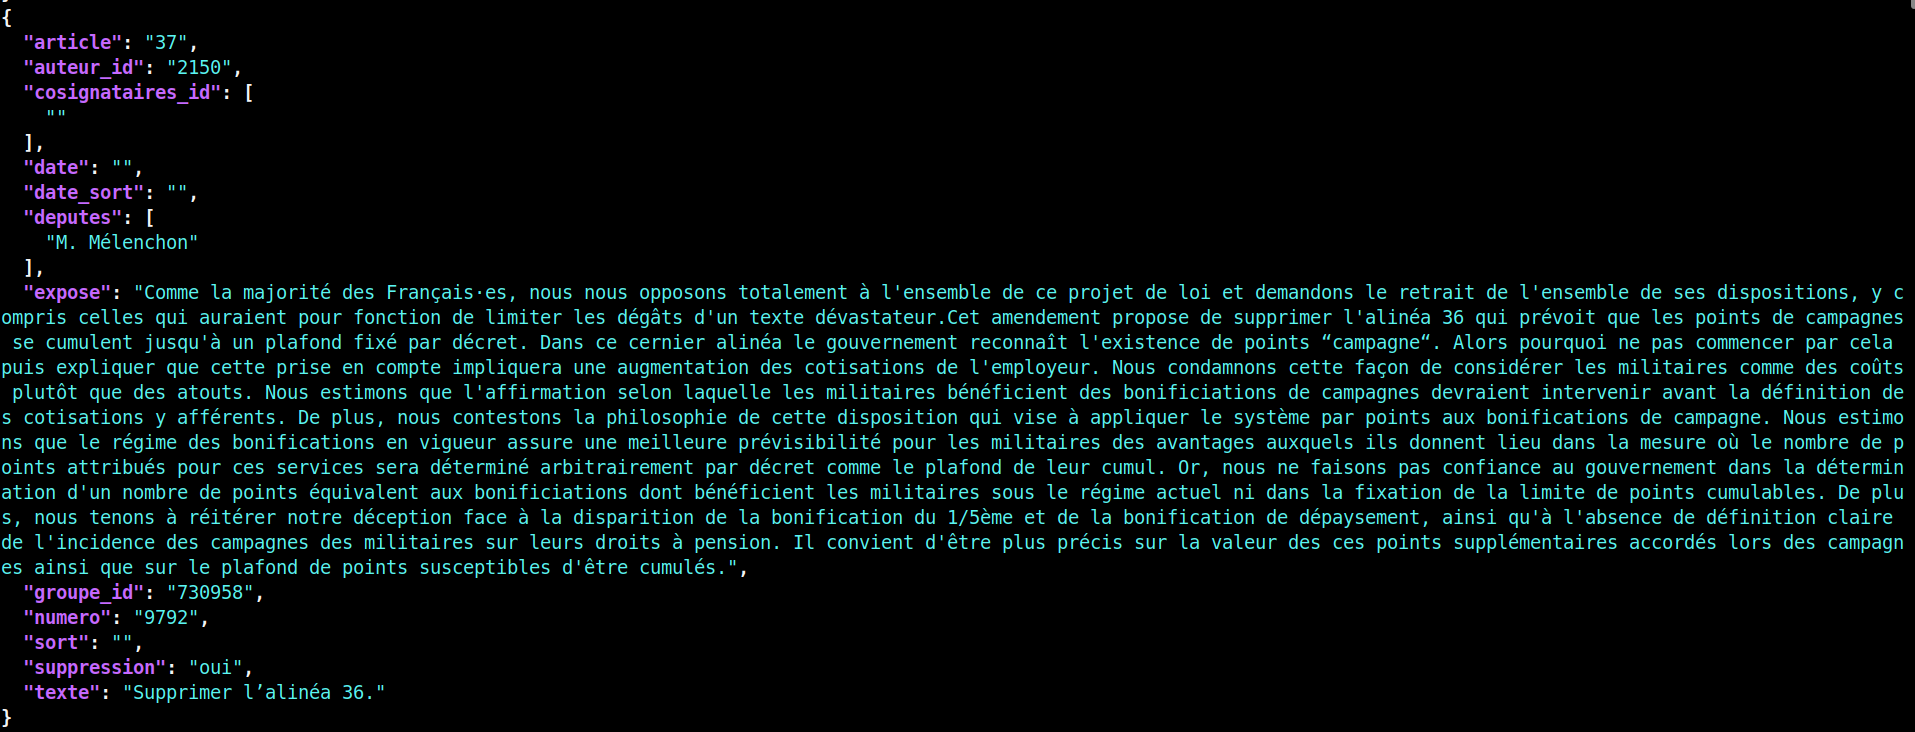 {
  "article": "37",
  "auteur_id": "2150",
  "cosignataires_id": [
    ""
  ],
  "date": "",
  "date_sort": "",
  "deputes": [
    "M. Mélenchon"
  ],
  "expose": "Comme la majorité des Français·es, nous nous opposons totalement à l'ensemble de ce projet de loi et demandons le retrait de l'ensemble de ses dispositions, y c
ompris celles qui auraient pour fonction de limiter les dégâts d'un texte dévastateur.Cet amendement propose de supprimer l'alinéa 36 qui prévoit que les points de campagnes
 se cumulent jusqu'à un plafond fixé par décret. Dans ce cernier alinéa le gouvernement reconnaît l'existence de points “campagne“. Alors pourquoi ne pas commencer par cela
puis expliquer que cette prise en compte impliquera une augmentation des cotisations de l'employeur. Nous condamnons cette façon de considérer les militaires comme des coûts
 plutôt que des atouts. Nous estimons que l'affirmation selon laquelle les militaires bénéficient des bonificiations de campagnes devraient intervenir avant la définition de
s cotisations y afférents. De plus, nous contestons la philosophie de cette disposition qui vise à appliquer le système par points aux bonifications de campagne. Nous estimo
ns que le régime des bonifications en vigueur assure une meilleure prévisibilité pour les militaires des avantages auxquels ils donnent lieu dans la mesure où le nombre de p
oints attribués pour ces services sera déterminé arbitrairement par décret comme le plafond de leur cumul. Or, nous ne faisons pas confiance au gouvernement dans la détermin
ation d'un nombre de points équivalent aux bonificiations dont bénéficient les militaires sous le régime actuel ni dans la fixation de la limite de points cumulables. De plu
s, nous tenons à réitérer notre déception face à la disparition de la bonification du 1/5ème et de la bonification de dépaysement, ainsi qu'à l'absence de définition claire
de l'incidence des campagnes des militaires sur leurs droits à pension. Il convient d'être plus précis sur la valeur des ces points supplémentaires accordés lors des campagn
es ainsi que sur le plafond de points susceptibles d'être cumulés.",
  "groupe_id": "730958",
  "numero": "9792",
  "sort": "",
  "suppression": "oui",
  "texte": "Supprimer l’alinéa 36."
}